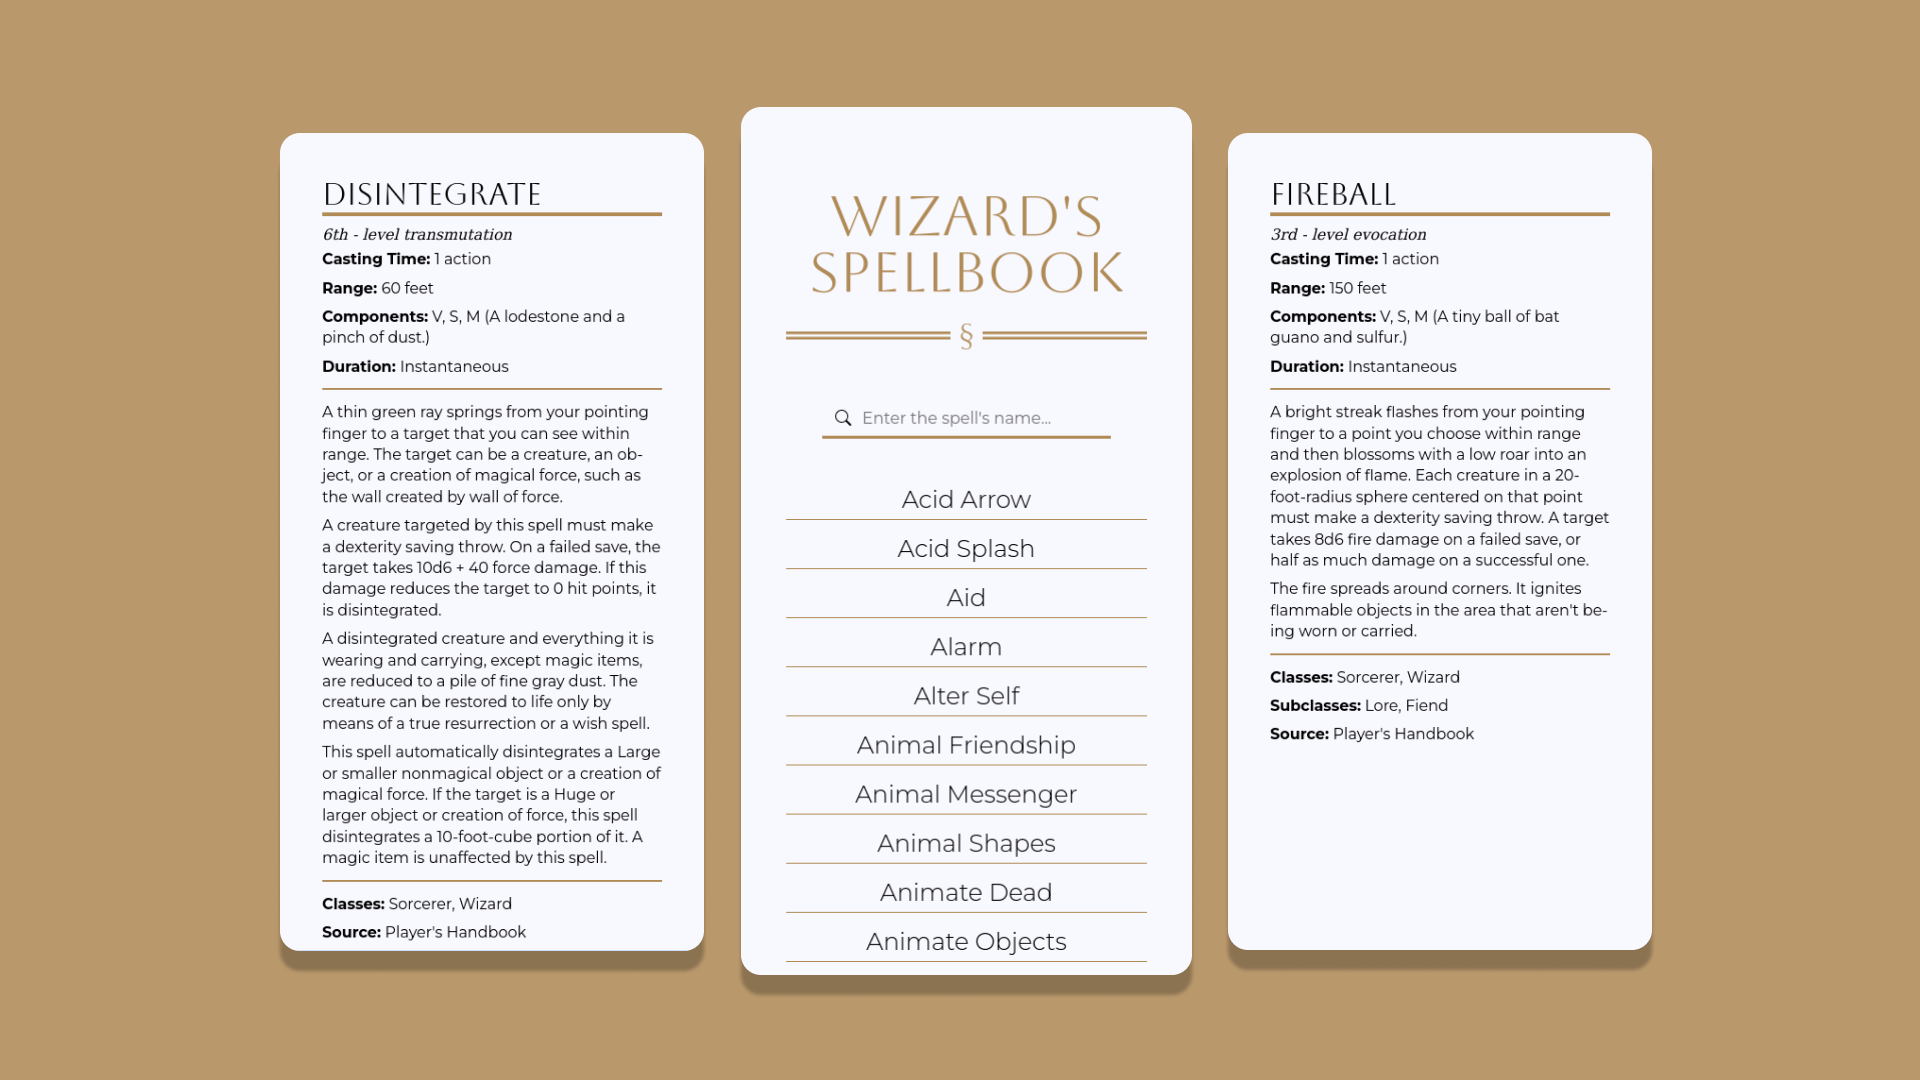 DISINTEGRATE
6th - level transmutation
Casting Time: 1 action
Range: 60 feet
Components: V, S, M (A lodestone and a
pinch of dust.)
Duration: Instantaneous
A thin green ray springs from your pointing
finger to a target that you can see within
range. The target can be a creature, an ob-
ject, or a creation of magical force, such as
the wall created by wall of force.
A creature targeted by this spell must make
a dexterity saving throw. On a failed save, the
target takes 10d6 + 40 force damage. If this
damage reduces the target to 0 hit points, it
is disintegrated.
A disintegrated creature and everything it is
wearing and carrying, except magic items,
are reduced to a pile of fine gray dust. The
creature can be restored to life only by
means of a true resurrection or a wish spell.
This spell automatically disintegrates a Large
or smaller nonmagical object or a creation of
magical force. If the target is a Huge or
larger object or creation of force, this spell
disintegrates a 10-foot-cube portion of it. A
magic item is unaffected by this spell.
Classes: Sorcerer, Wizard
Source: Player's Handbook
WIZARD'S
SPELLBOOK
§
Enter the spell's name...
Acid Arrow
Acid Splash
Aid
Alarm
Alter Self
Animal Friendship
Animal Messenger
Animal Shapes
Animate Dead
Animate Objects
FIREBALL
3rd - level evocation
Casting Time: 1 action
Range: 150 feet
Components: V, S, M (A tiny ball of bat
guano and sulfur.)
Duration: Instantaneous
A bright streak flashes from your pointing
finger to a point you choose within range
and then blossoms with a low roar into an
explosion of flame. Each creature in a 20-
foot-radius sphere centered on that point
must make a dexterity saving throw. A target
takes 8d6 fire damage on a failed save, or
half as much damage on a successful one.
The fire spreads around corners. It ignites
flammable objects in the area that aren't be-
ing worn or carried.
Classes: Sorcerer, Wizard
Subclasses: Lore, Fiend
Source: Player's Handbook